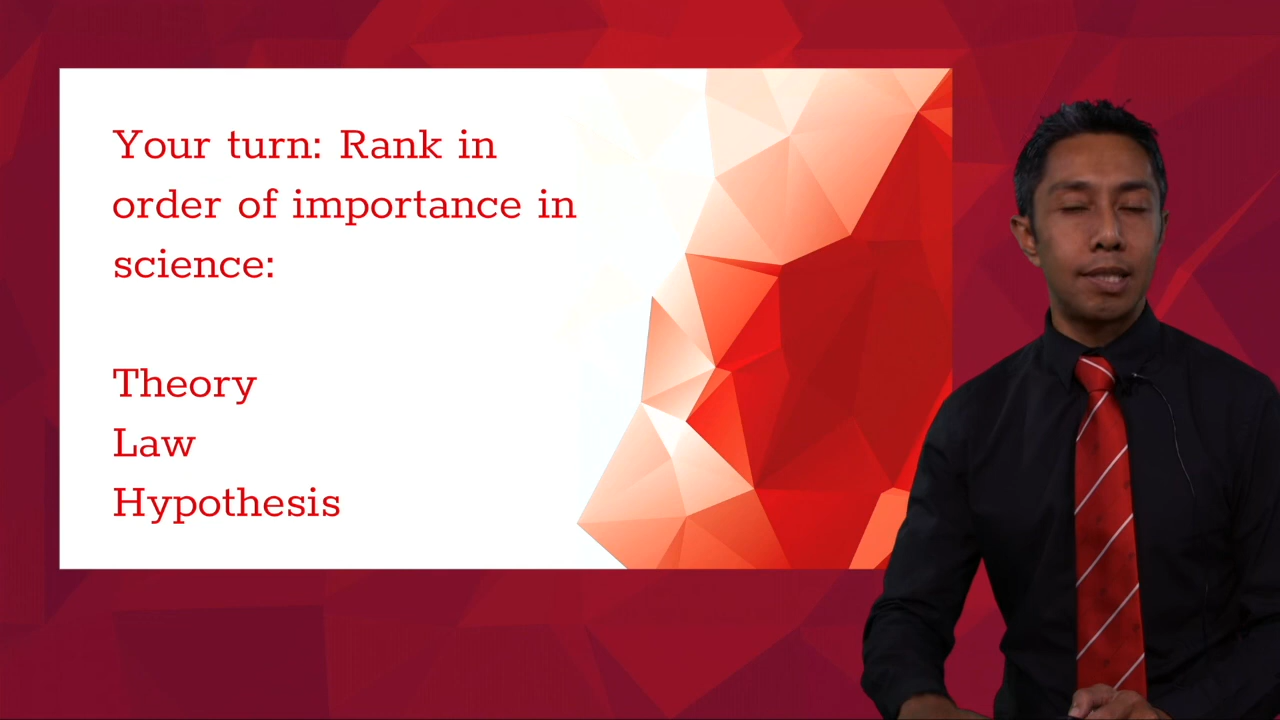 Your turn: Rank in
order of importance in
science:
Theory
Law
Hypothesis